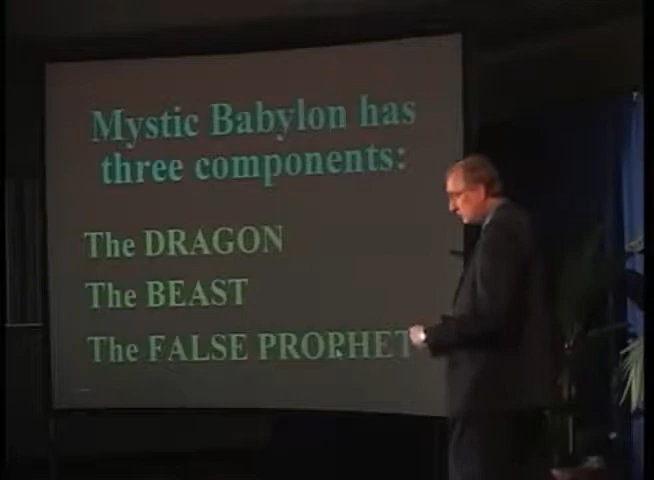 Mystic Babylon has
three components:
The DRAGON
The BEAST
The FALSE PROPHET